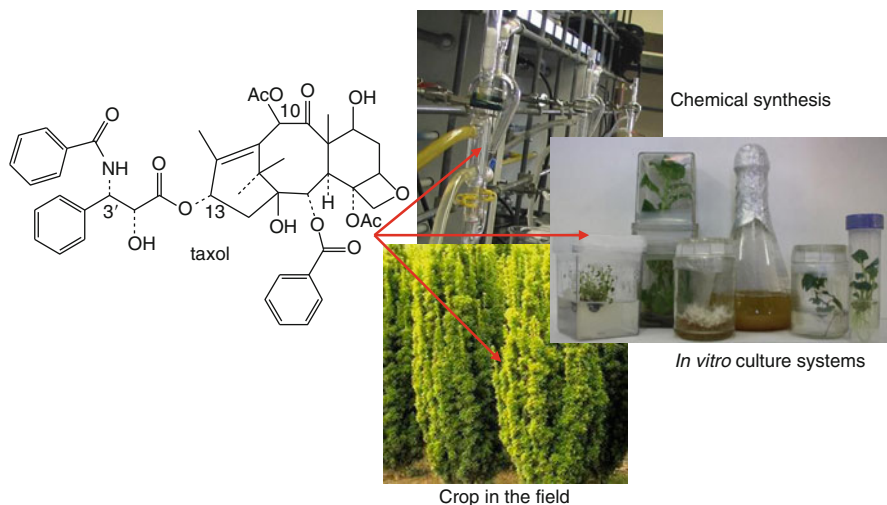 AcO
10
O
OH
O
NH
O
3′
OH
O
13
OH
H
OAc
O
O
O
taxol
Chemical synthesis
In vitro culture systems
Crop in the field